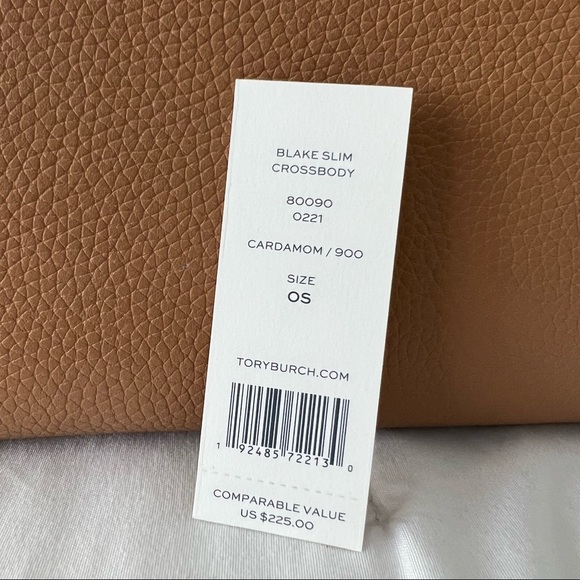 BLAKE SLIM
CROSSBODY
80090
0221
CARDAMOM / 900
SIZE
OS
TORYBURCH.COM
1 92485 72213 0
COMPARABLE VALUE
US $225.00